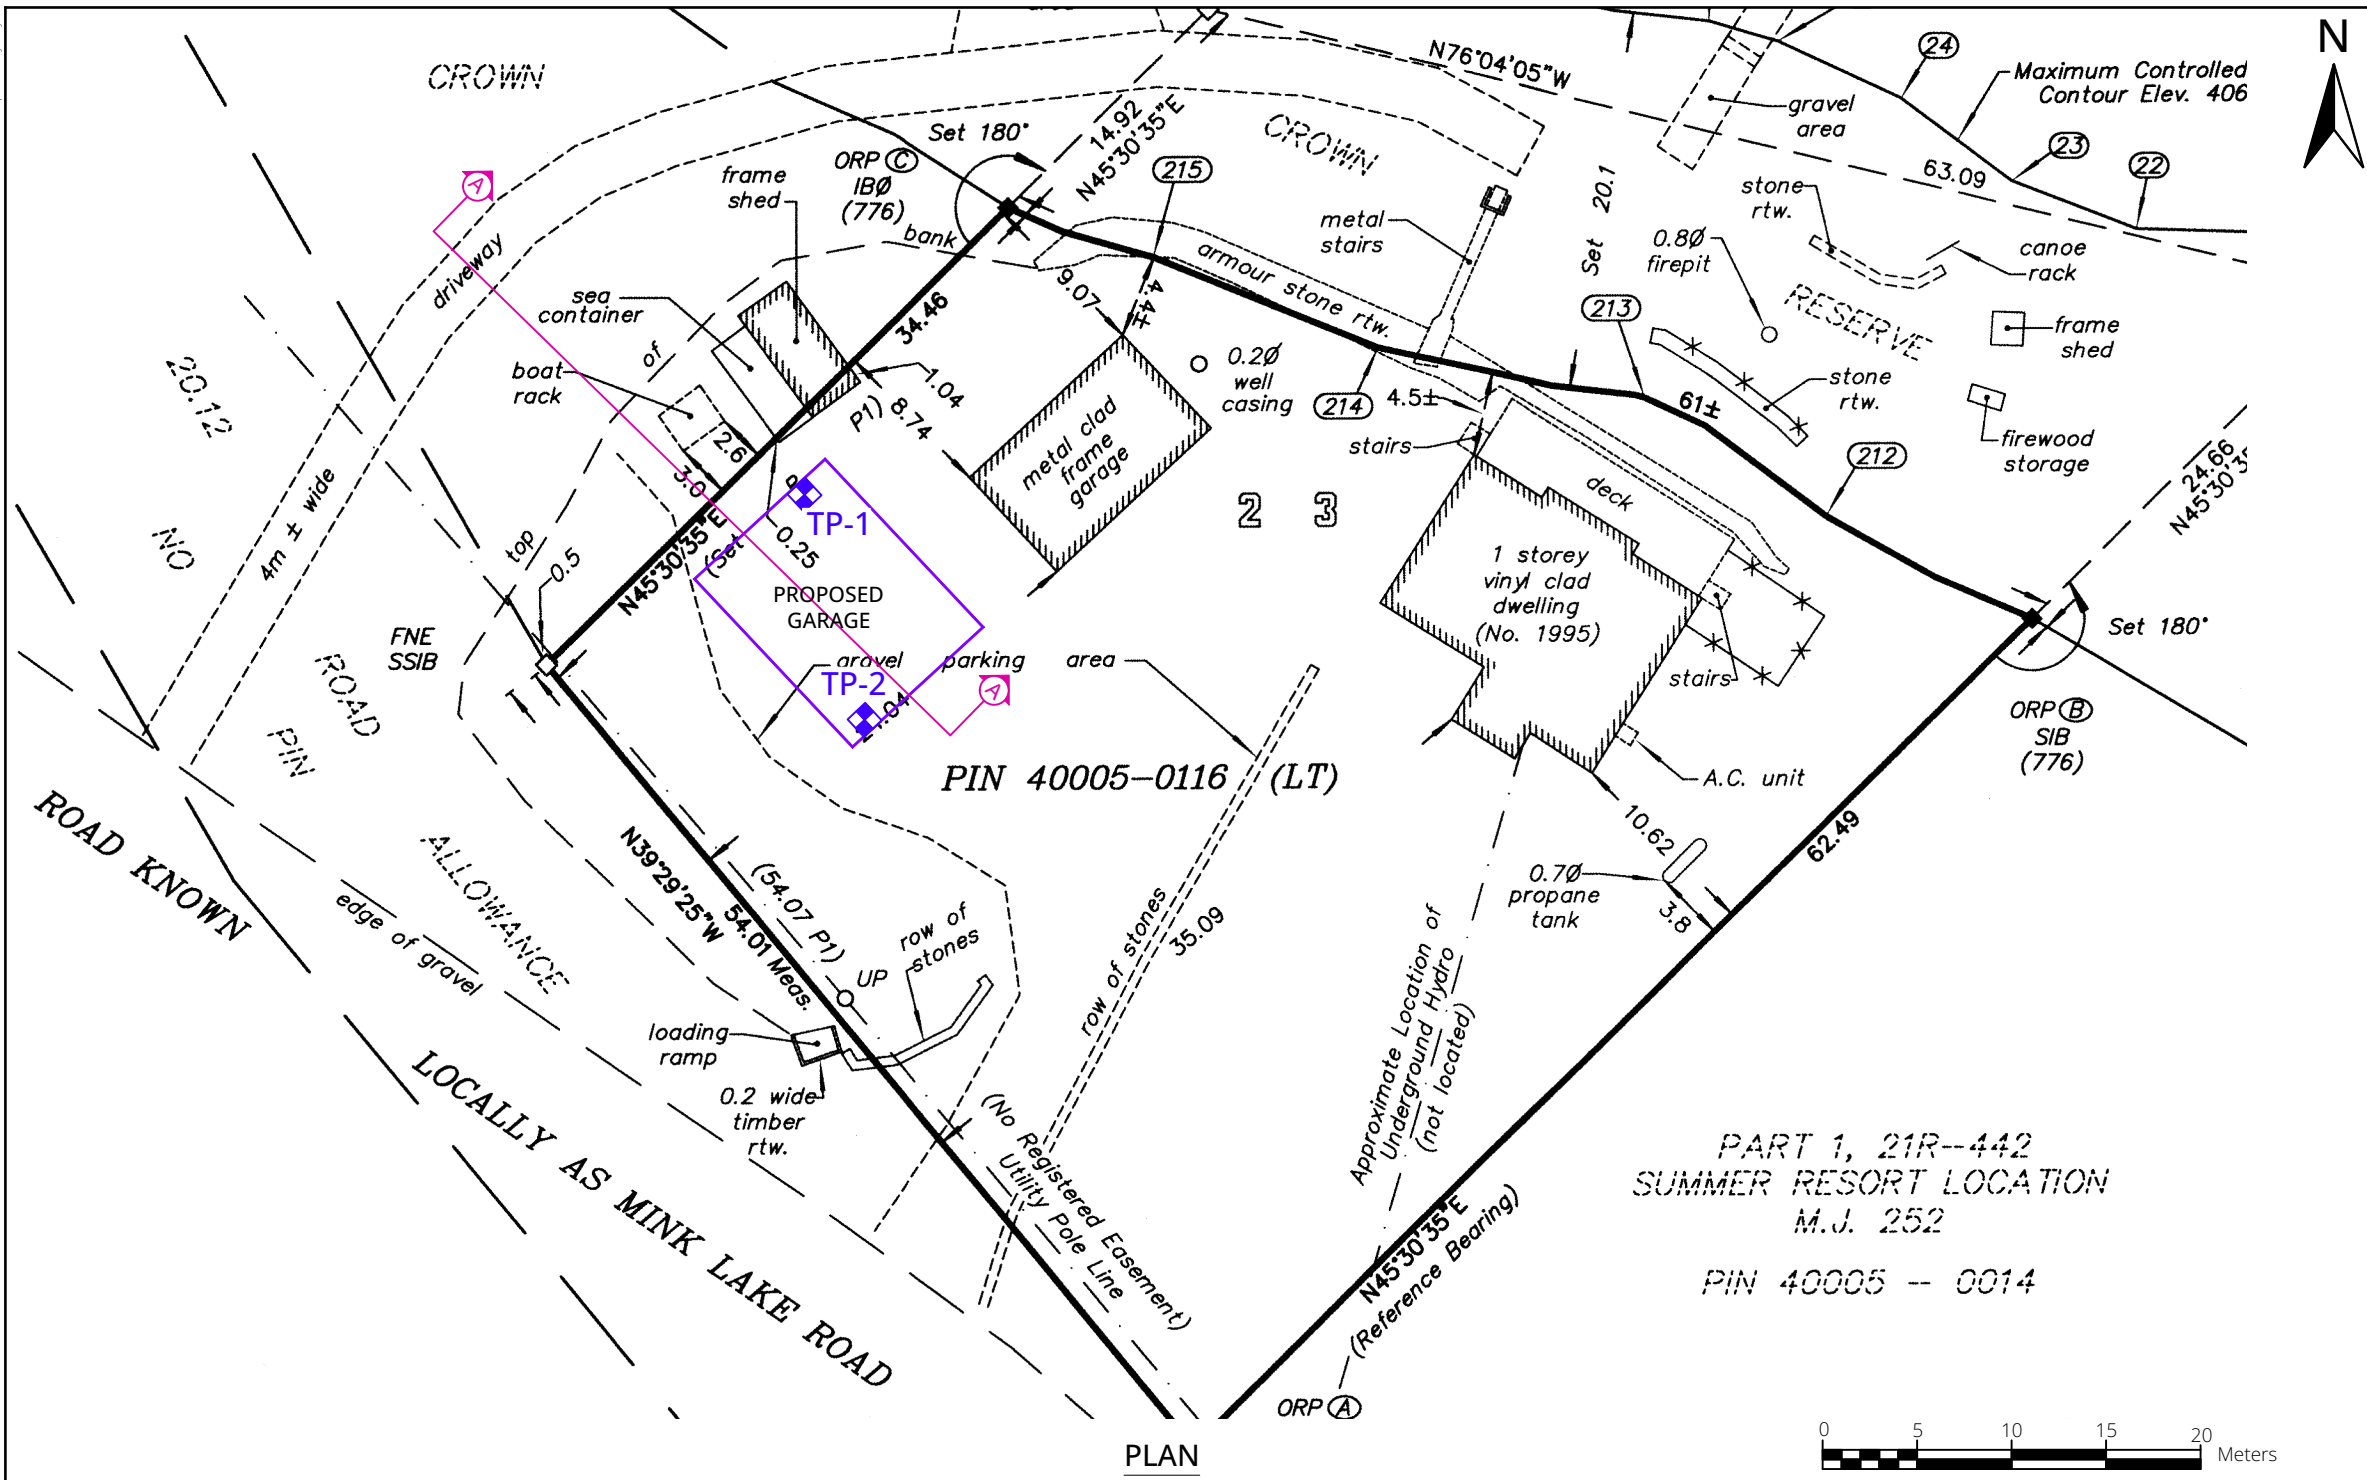 N
CROWN
N76°04'05"W
24
Maximum Controlled
Contour Elev. 406
gravel
area
23
22
63.09
14.92
N45°30'35"E
Set 180°
ORP C
IBØ
(776)
CROWN
215
frame
shed
bank
A
driveway
sea
container
armour stone rtw.
metal
stairs
Set 20.1
stone
rtw.
0.8Ø
firepit
canoe
rack
RESERVE
213
frame
shed
34.46
9.07
4.4±
of
boat
rack
1.04
8.74
P1)
0.2Ø
well
casing
214
4.5±
61±
stone
rtw.
firewood
storage
20.12
2.6
3.0
metal clad
frame
garage
stairs
deck
212
24.66
N45°30'35
2 3
4m ± wide
NO
top
0.5
N45°30'35"E
(Set
0.25
TP-1
PROPOSED
GARAGE
1 storey
vinyl clad
dwelling
(No. 1995)
Set 180°
FNE
SSIB
gravel parking area
TP-2
A
stairs
ORP B
SIB
(776)
ROAD
PIN
PIN 40005-0116 (LT)
A.C. unit
10.62
62.49
ROAD KNOWN
ALLOWANCE
edge of gravel
N39°29'25"W
54.01 Meas.
(54.07 P1)
UP
row of
stones
row of stones
35.09
0.7Ø
propane
tank
3.8
Approximate Location of
Underground Hydro
(not located)
loading
ramp
0.2 wide
timber
rtw.
LOCALLY AS MINK LAKE ROAD
(No Registered Easement)
Utility Pole Line
N45°30'35"E
(Reference Bearing)
PART 1, 21R-442
SUMMER RESORT LOCATION
M.J. 252
PIN 40005 - 0014
ORP A
PLAN
0 5 10 15 20
Meters